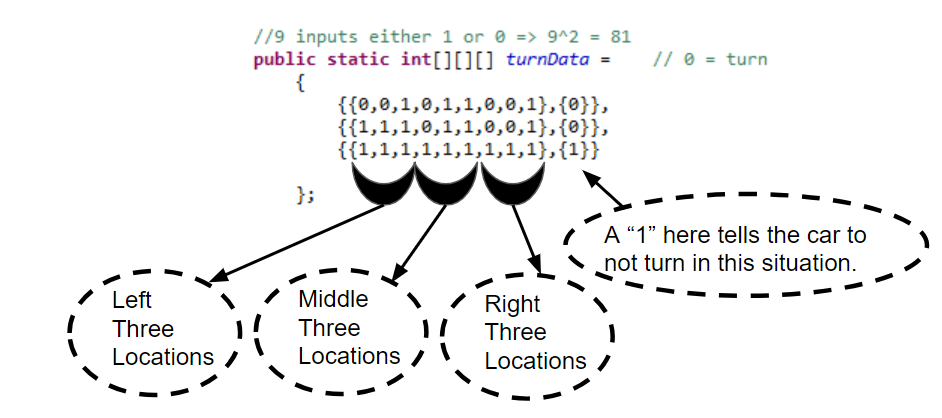 //9 inputs either 1 or 0 => 9^2 = 81
public static int[][][] turnData =    // 0 = turn
{
{{0,0,1,0,1,1,0,0,1},{0}},
{{1,1,1,0,1,1,0,0,1},{0}},
{{1,1,1,1,1,1,1,1,1},{1}}
};
A “1” here tells the car to
not turn in this situation.
Left
Three
Locations
Middle
Three
Locations
Right
Three
Locations